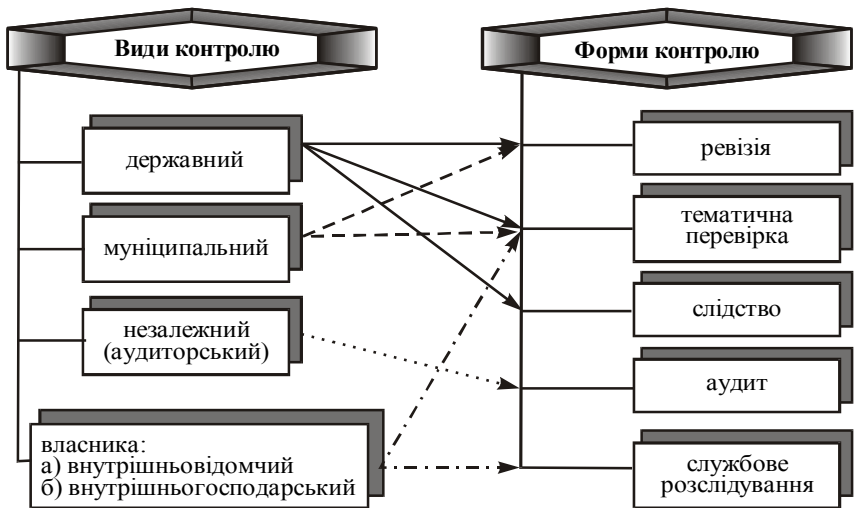 Види контролю
державний
муніципальний
незалежний
(аудиторський)
власника:
а) внутрішньовідомчий
б) внутрішньогосподарський
Форми контролю
ревізія
тематична
перевірка
слідство
аудит
службове
розслідування